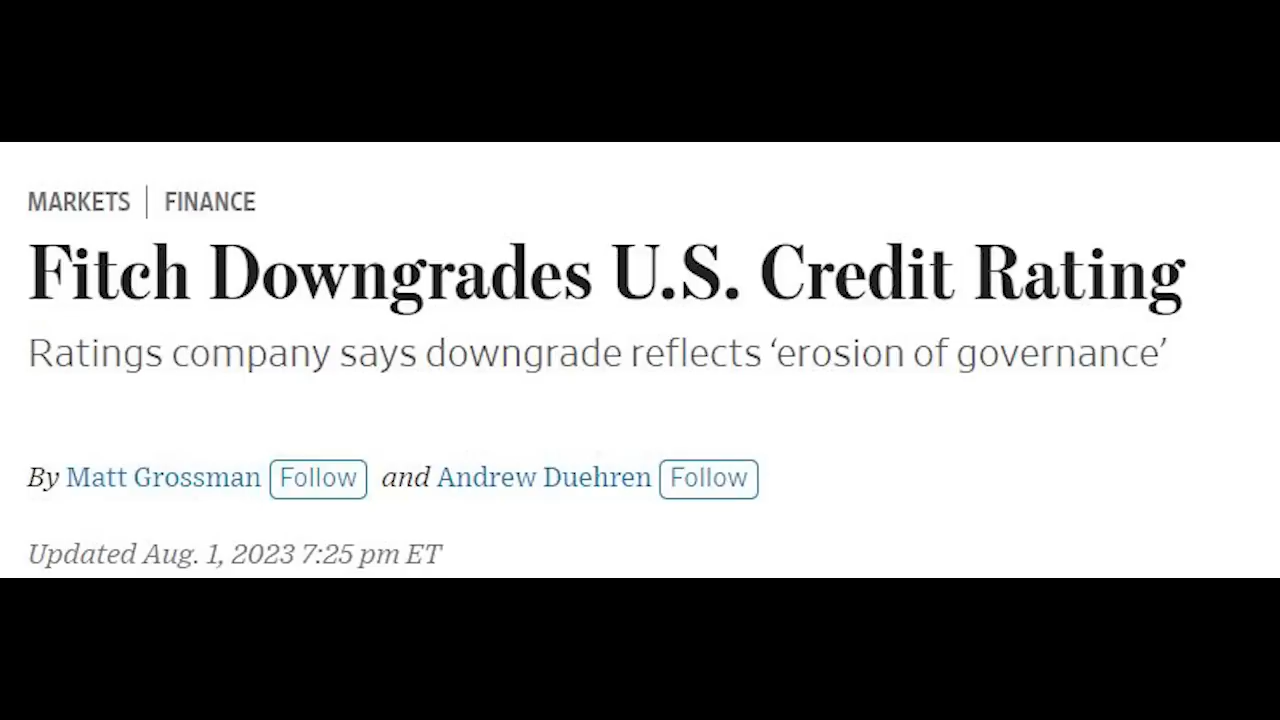 MARKETS | FINANCE
Fitch Downgrades U.S. Credit Rating
Ratings company says downgrade reflects ‘erosion of governance’
By Matt Grossman Follow and Andrew Duehren Follow
Updated Aug. 1, 2023 7:25 pm ET